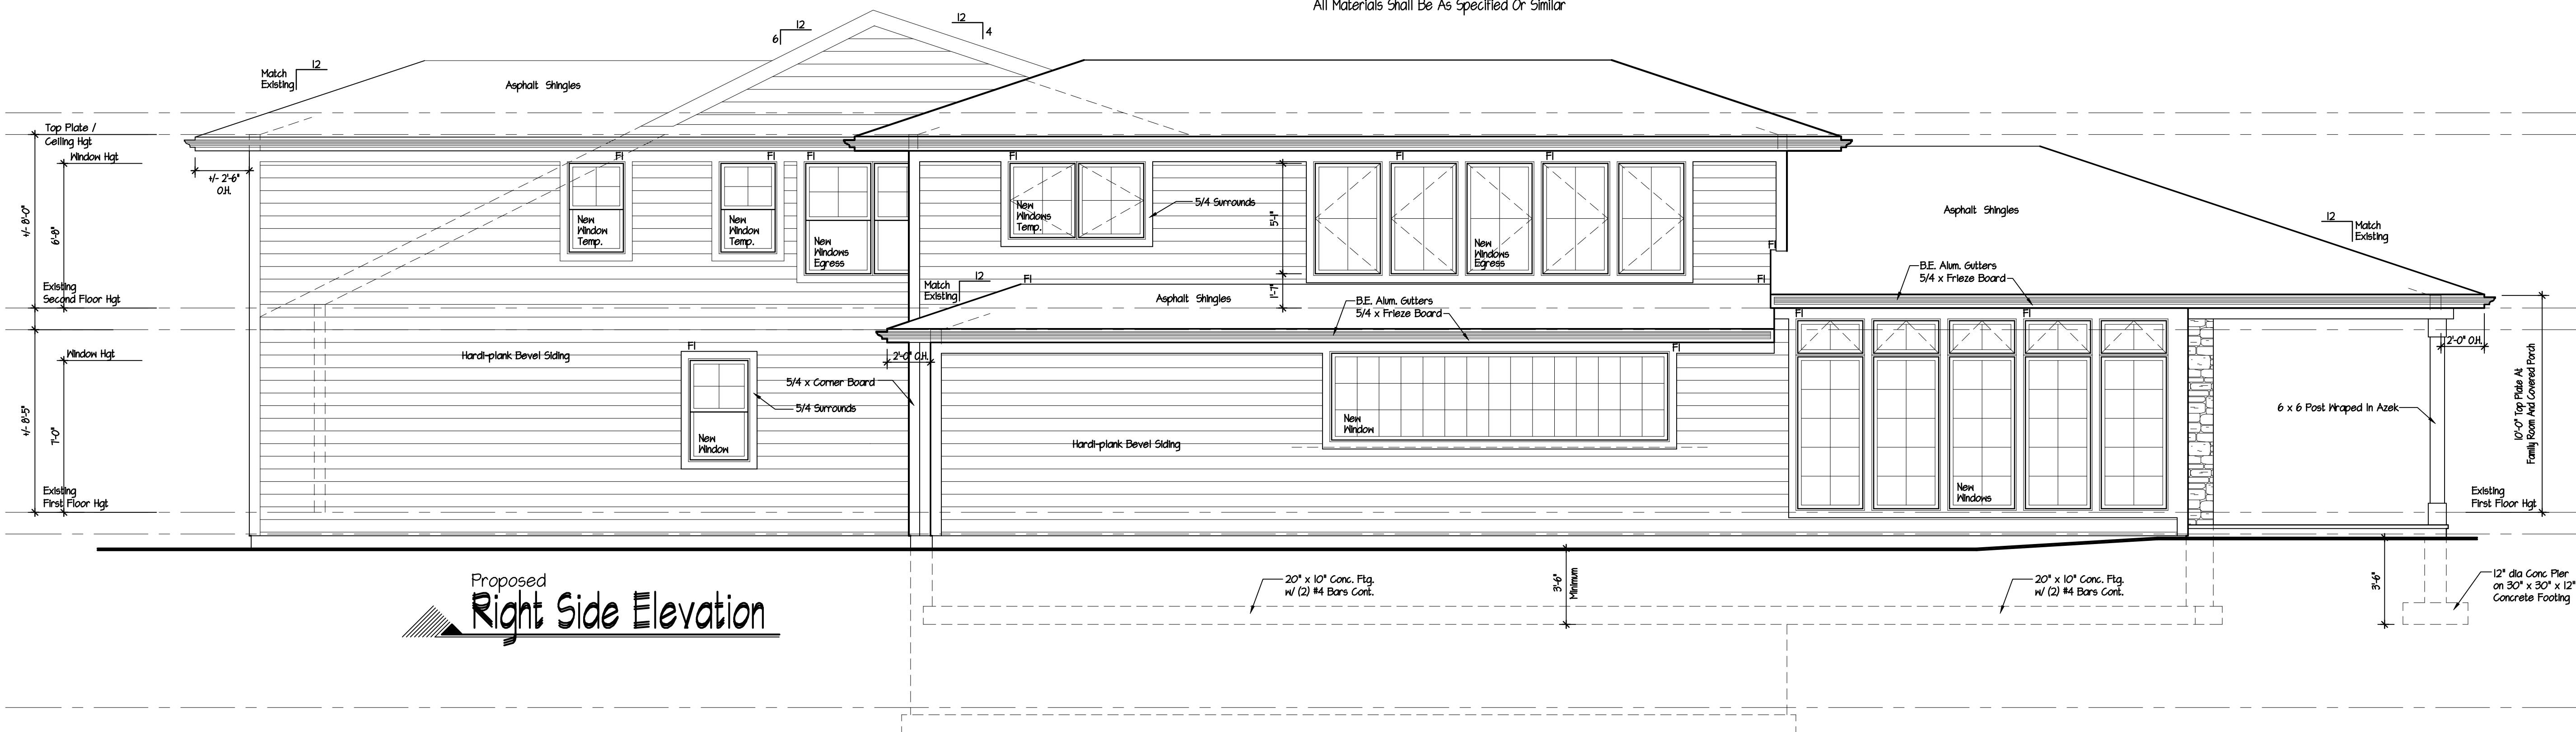 All Materials Shall Be As Specified Or Similar
12
6
12
4
Match
Existing
12
Asphalt Shingles
Top Plate /
Ceiling Hgt
Window Hgt
+/- 2'-6"
O.H.
+/- 8'-0"
6'-8"
Existing
Second Floor Hgt
Window Hgt
+/- 8'-5"
7'-0"
Existing
First Floor Hgt
FI
New
Window
Temp.
FI
New
Window
Temp.
FI
New
Windows
Egress
FI
New
Windows
Temp.
5/4 Surrounds
5'-1"
1'-7"
FI
FI
New
Windows
Egress
FI
FI
Asphalt Shingles
12
Match
Existing
Match
Existing
12
FI
Asphalt Shingles
B.E. Alum. Gutters
5/4 x Frieze Board
B.E. Alum. Gutters
5/4 x Frieze Board
Hardi-plank Bevel Siding
FI
New
Window
2'-0" O.H.
5/4 x Corner Board
5/4 Surrounds
Hardi-plank Bevel Siding
FI
New
Window
FI
FI
New
Windows
2'-0" O.H.
6 x 6 Post Wraped In Azek
10'-0" Top Plate At
Family Room And Covered Porch
Existing
First Floor Hgt
20" x 10" Conc. Ftg.
w/ (2) #4 Bars Cont.
3'-6"
Minimum
20" x 10" Conc. Ftg.
w/ (2) #4 Bars Cont.
3'-6"
12" dia Conc Pier
on 30" x 30" x 12"
Concrete Footing
Proposed
Right Side Elevation